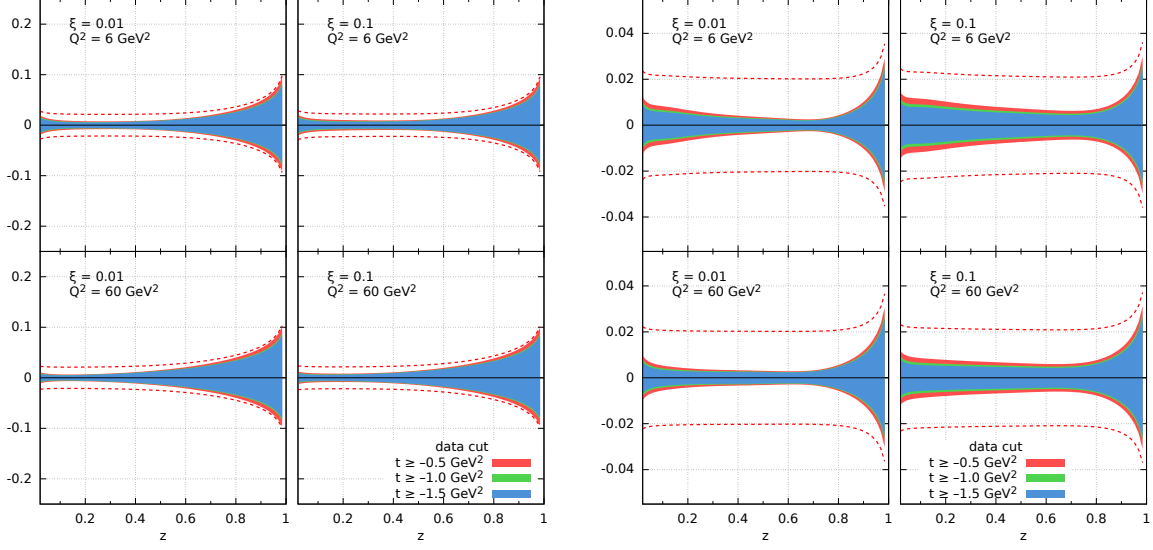 0.2
0.1
0
-0.1
-0.2
ξ = 0.01
Q² = 6 GeV²
ξ = 0.1
Q² = 6 GeV²
0.2
0.1
0
-0.1
-0.2
ξ = 0.01
Q² = 60 GeV²
ξ = 0.1
Q² = 60 GeV²
data cut
t ≥ –0.5 GeV²
t ≥ –1.0 GeV²
t ≥ –1.5 GeV²
0.2 0.4 0.6 0.8 1
0.2 0.4 0.6 0.8 1
z
z
0.04
0.02
0
-0.02
-0.04
ξ = 0.01
Q² = 6 GeV²
ξ = 0.1
Q² = 6 GeV²
0.04
0.02
0
-0.02
-0.04
ξ = 0.01
Q² = 60 GeV²
ξ = 0.1
Q² = 60 GeV²
data cut
t ≥ –0.5 GeV²
t ≥ –1.0 GeV²
t ≥ –1.5 GeV²
0.2 0.4 0.6 0.8
0.2 0.4 0.6 0.8 1
z
z